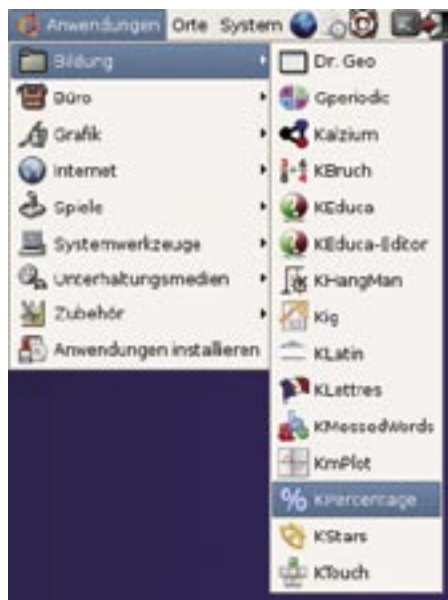 Anwendungen Orte System
Bildung
Büro
Grafik
Internet
Spiele
Systemwerkzeuge
Unterhaltungsmedien
Zubehör
Anwendungen installieren
Dr. Geo
Gperiodic
Kalzium
KBruch
KEduca
KEduca-Editor
KHangMan
Kig
KLatin
KLettres
KMessedWords
KmPlot
KPercentage
KStars
KTouch